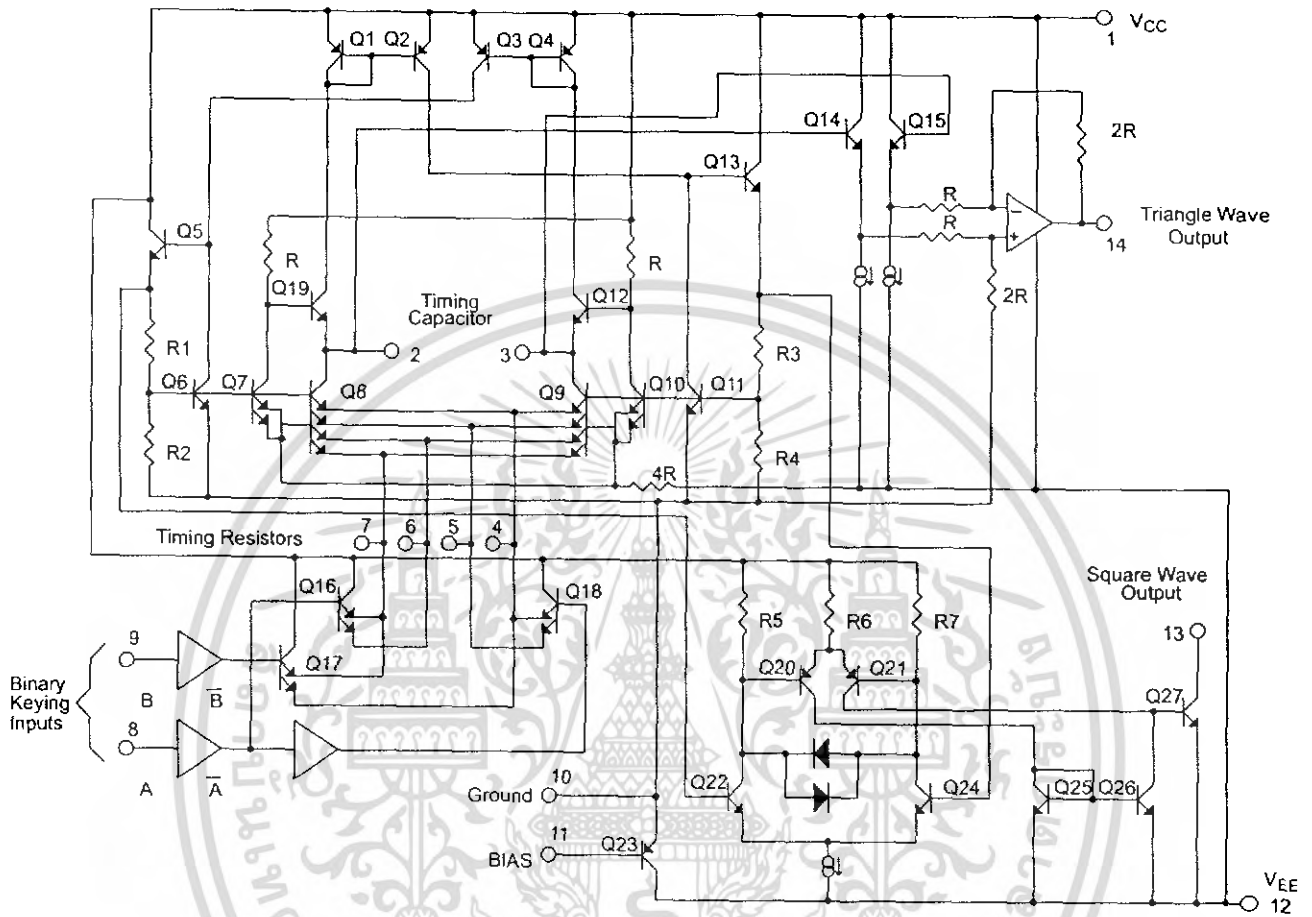 Q1 Q2 Q3 Q4
V_CC
1
Q14 Q15
2R
Q13
Q5
R
R
14
Triangle Wave
Output
R
R
Q19
Q12
Timing
Capacitor
2R
2
3
R1
R3
Q6 Q7 Q8 Q9 Q10 Q11
R2
4R
R4
Timing Resistors
7 6 5 4
Q16
Q18
R5 R6 R7
Square Wave
Output
13
9
Q17
Q20 Q21
Binary
Keying
Inputs
B
B̅
Q27
8
A
A̅
10
Ground
Q22
Q24
Q25 Q26
11
BIAS
Q23
V_EE
12